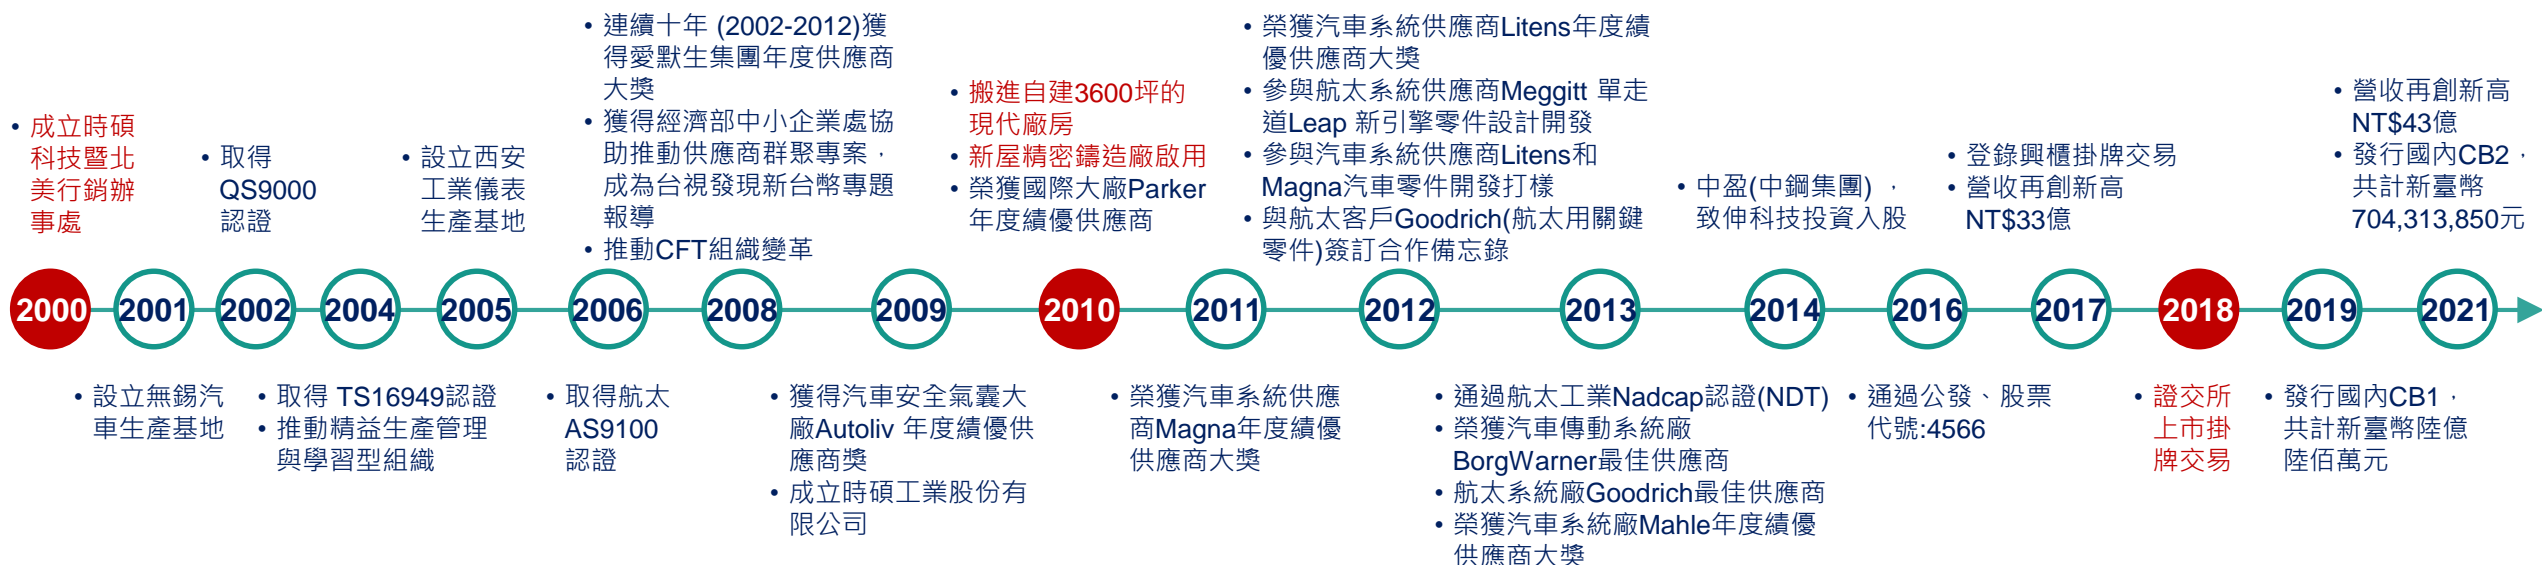 • 成立時碩
科技暨北
美行銷辦
事處
• 取得
QS9000
認證
• 設立西安
工業儀表
生產基地
• 連續十年 (2002-2012)獲
得愛默生集團年度供應商
大獎
• 獲得經濟部中小企業處協
助推動供應商群聚專案，
成為台視發現新台幣專題
報導
• 推動CFT組織變革
• 搬進自建3600坪的
現代廠房
• 新屋精密鑄造廠啟用
• 榮獲國際大廠Parker
年度績優供應商
• 榮獲汽車系統供應商Litens年度績
優供應商大獎
• 參與航太系統供應商Meggitt 單走
道Leap 新引擎零件設計開發
• 參與汽車系統供應商Litens和
Magna汽車零件開發打樣
• 與航太客戶Goodrich(航太用關鍵
零件)簽訂合作備忘錄
• 中盈(中鋼集團) ，
致伸科技投資入股
• 登錄興櫃掛牌交易
• 營收再創新高
NT$33億
• 營收再創新高
NT$43億
• 發行國內CB2，
共計新臺幣
704,313,850元
2000 2001 2002 2004 2005 2006 2008 2009 2010 2011 2012 2013 2014 2016 2017 2018 2019 2021
• 設立無錫汽
車生產基地
• 取得 TS16949認證
• 推動精益生產管理
與學習型組織
• 取得航太
AS9100
認證
• 獲得汽車安全氣囊大
廠Autoliv 年度績優供
應商獎
• 成立時碩工業股份有
限公司
• 榮獲汽車系統供應
商Magna年度績優
供應商大獎
• 通過航太工業Nadcap認證(NDT)
• 榮獲汽車傳動系統廠
BorgWarner最佳供應商
• 航太系統廠Goodrich最佳供應商
• 榮獲汽車系統廠Mahle年度績優
供應商大獎
• 通過公發、股票
代號:4566
• 證交所
上市掛
牌交易
• 發行國內CB1，
共計新臺幣陸億
陸佰萬元